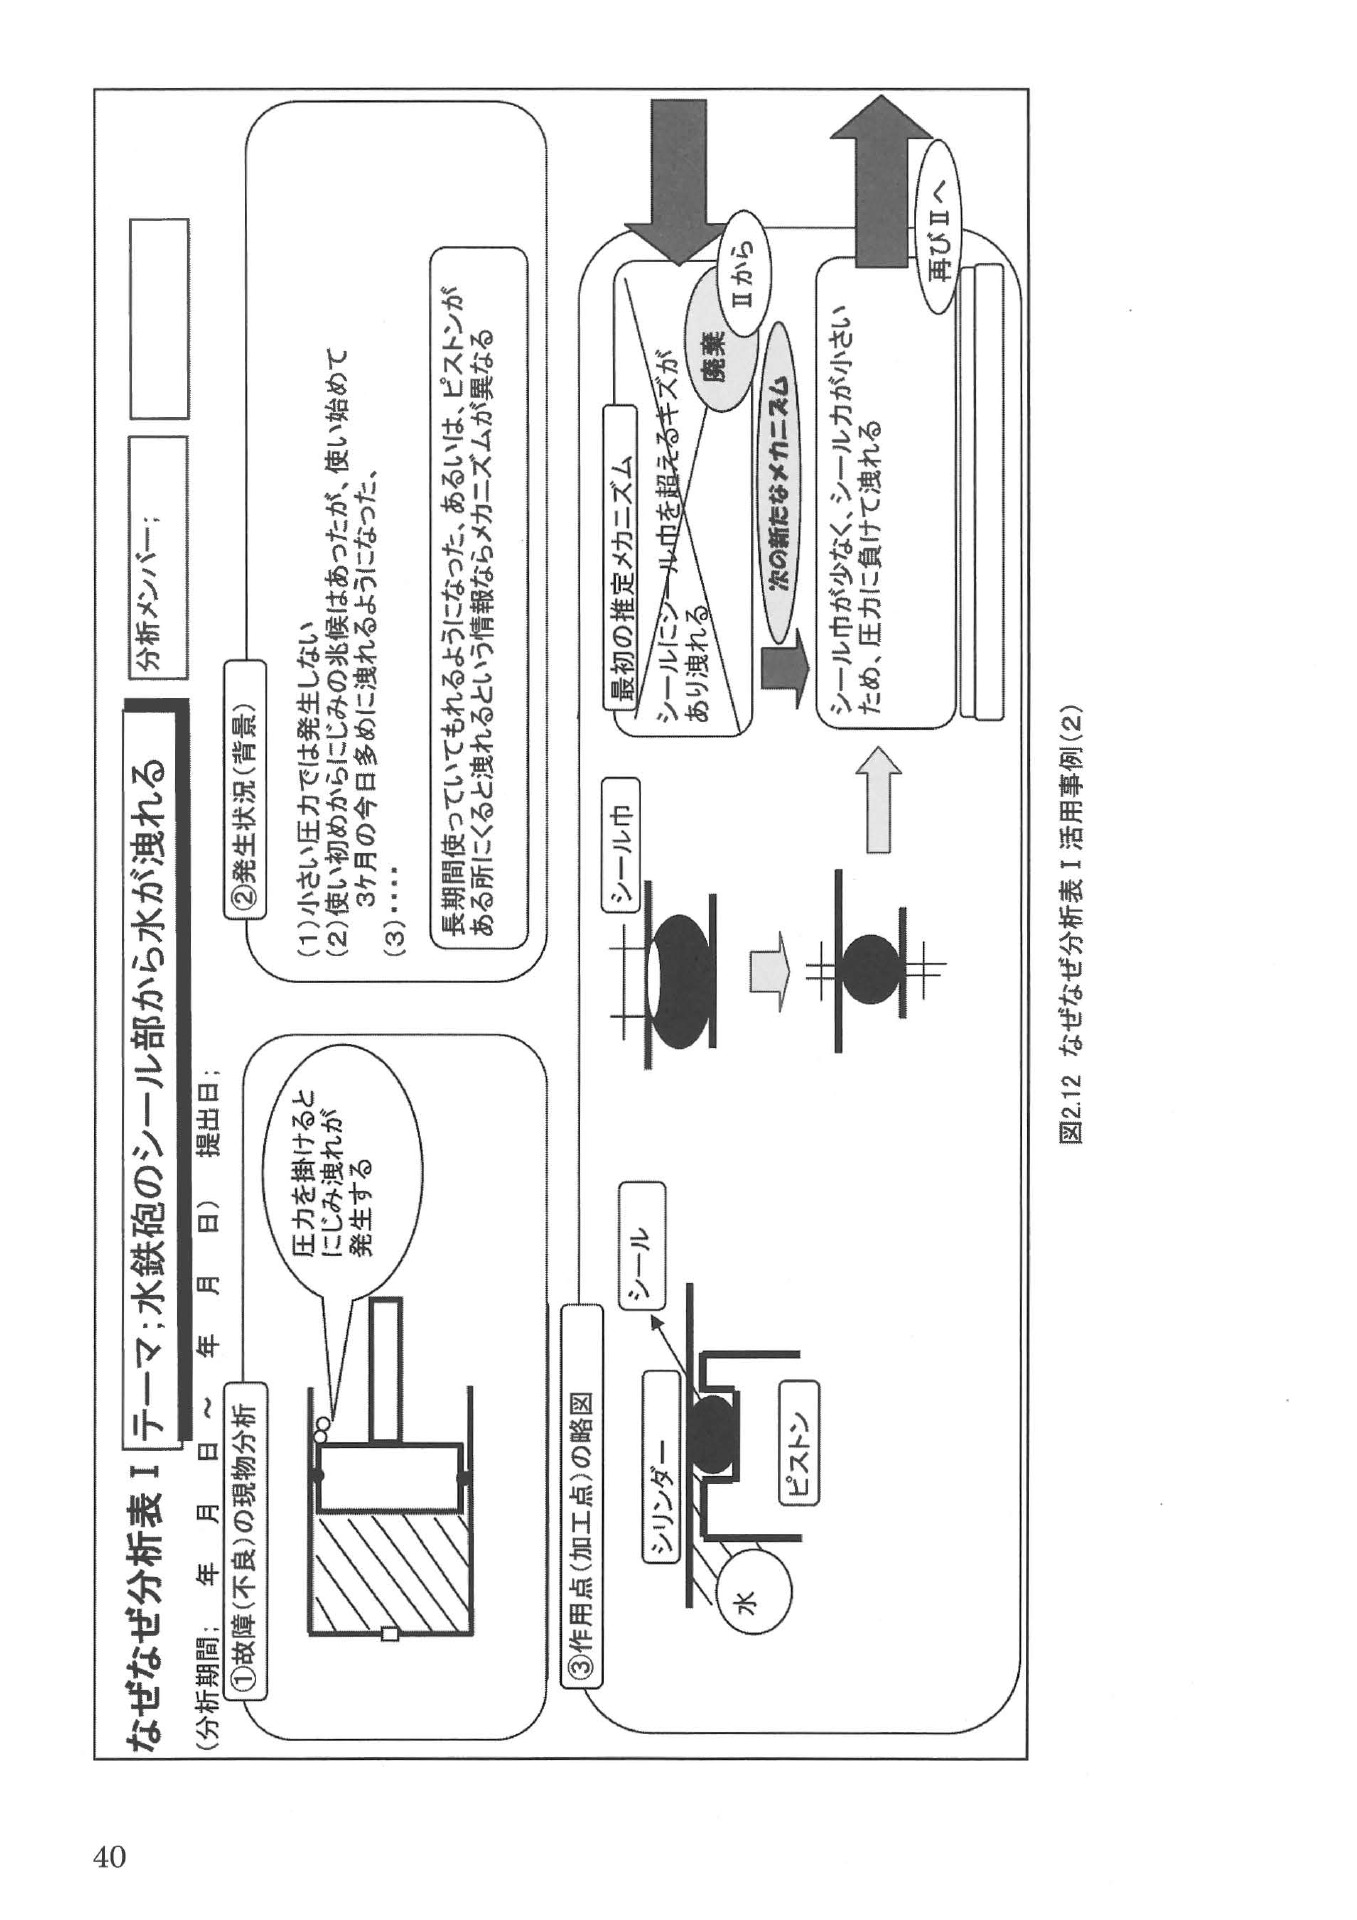 なぜなぜ分析表Ⅰ
テーマ;水鉄砲のシール部から水が洩れる
分析メンバー;
(分析期間;　年　月　日～　年　月　日)　提出日;
①故障(不良)の現物分析
圧力を掛けると
にじみ洩れが
発生する
②発生状況(背景)
(1)小さい圧力では発生しない
(2)使い初めからにじみの兆候はあったが、使い始めて
3ケ月の今日多めに洩れるようになった、
(3)････
長期間使っていてもれるようになった、あるいは、ピストンが
ある所にくると洩れるという情報ならメカニズムが異なる
③作用点(加工点)の略図
シール
シリンダー
ピストン
水
シール巾
最初の推定メカニズム
シールにシール巾を超えるキズが
あり洩れる
廃棄
Ⅱから
次の新たなメカニズム
シール巾が少なく、シール力が小さい
ため、圧力に負けて洩れる
再びⅡへ
図2.12　なぜなぜ分析表Ⅰ活用事例(2)
40